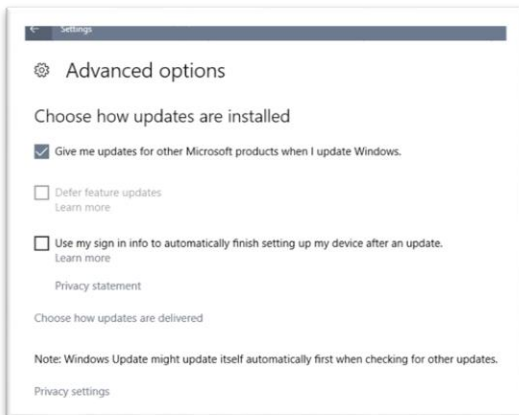 Settings
Advanced options
Choose how updates are installed
Give me updates for other Microsoft products when I update Windows.
Defer feature updates
Learn more
Use my sign in info to automatically finish setting up my device after an update.
Learn more
Privacy statement
Choose how updates are delivered
Note: Windows Update might update itself automatically first when checking for other updates.
Privacy settings